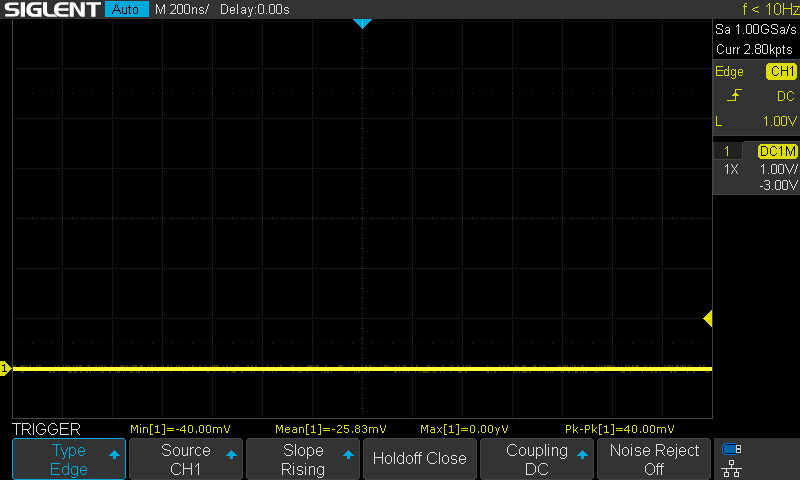 SIGLENT Auto M 200ns/ Delay:0.00s f < 10Hz
Sa 1.00GSa/s
Curr 2.80kpts
Edge CH1
DC
L 1.00V
1 DC1M
1X 1.00V/
-3.00V
1
TRIGGER Min[1]=-40.00mV Mean[1]=-25.83mV Max[1]=0.00yV Pk-Pk[1]=40.00mV
Type Source Slope Holdoff Close Coupling Noise Reject
Edge CH1 Rising DC Off